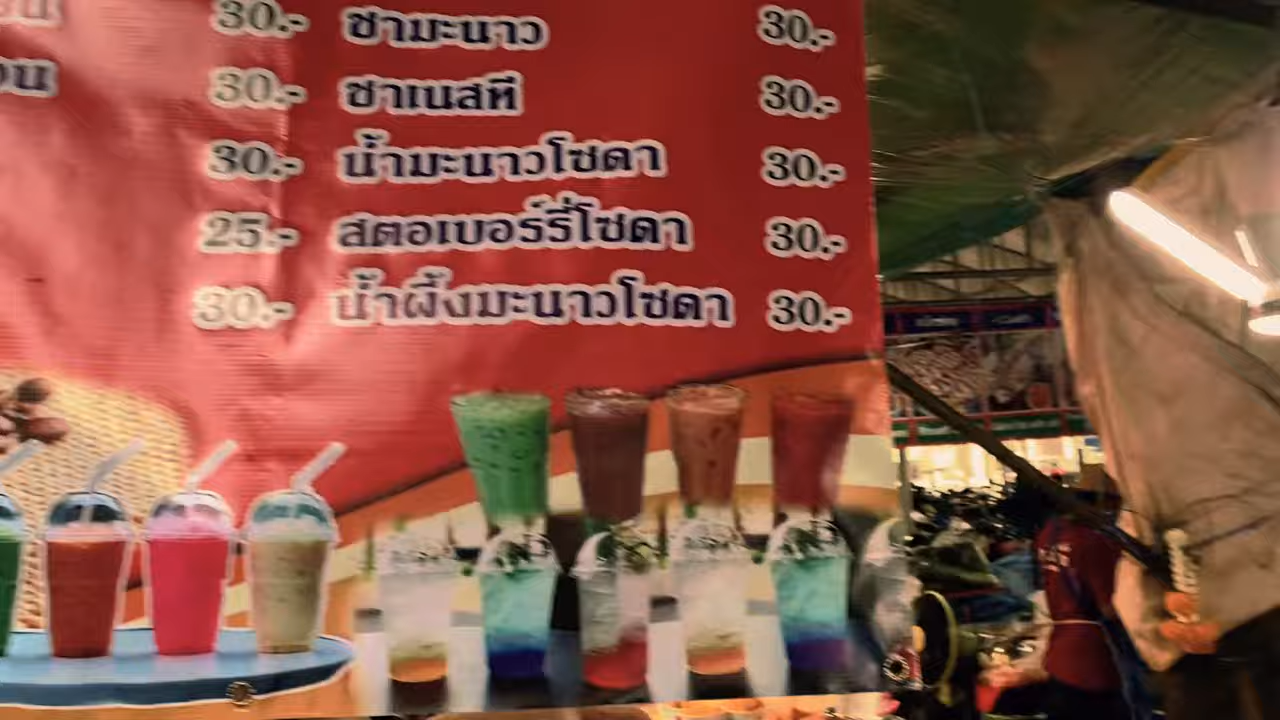 30.- ชามะนาว 30.-
30.- ชาเนสที 30.-
30.- น้ำมะนาวโซดา 30.-
25.- สตอเบอร์รี่โซดา 30.-
30.- น้ำผึ้งมะนาวโซดา 30.-